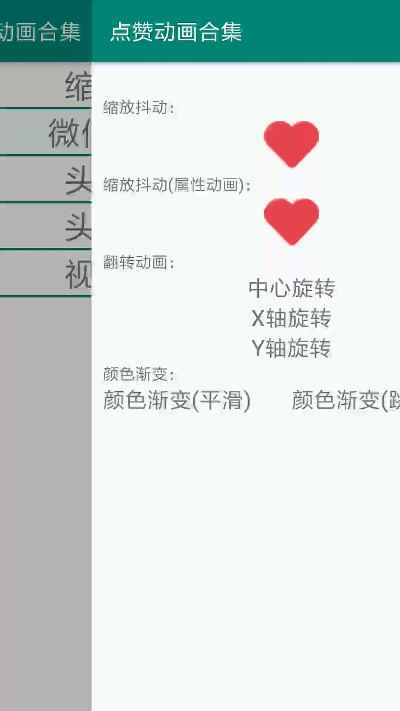 动画合集
点赞动画合集
缩
微信
头
头
视
缩放抖动:
缩放抖动(属性动画):
翻转动画:
中心旋转
X轴旋转
Y轴旋转
颜色渐变:
颜色渐变(平滑) 颜色渐变(跳